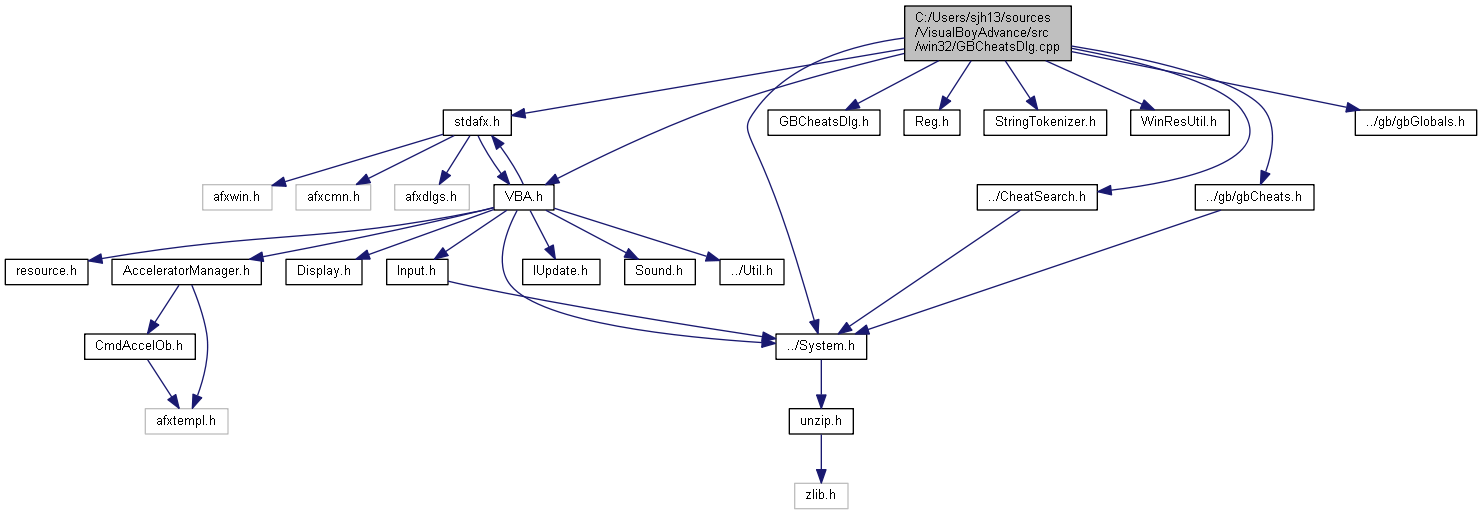 C:/Users/sjh13/sources
/VisualBoyAdvance/src
/win32/GBCheatsDlg.cpp
stdafx.h
GBCheatsDlg.h
Reg.h
StringTokenizer.h
WinResUtil.h
../gb/gbGlobals.h
afxwin.h
afxcmn.h
afxdlgs.h
VBA.h
../CheatSearch.h
../gb/gbCheats.h
resource.h
AcceleratorManager.h
Display.h
Input.h
IUpdate.h
Sound.h
../Util.h
CmdAccelOb.h
../System.h
afxtempl.h
unzip.h
zlib.h